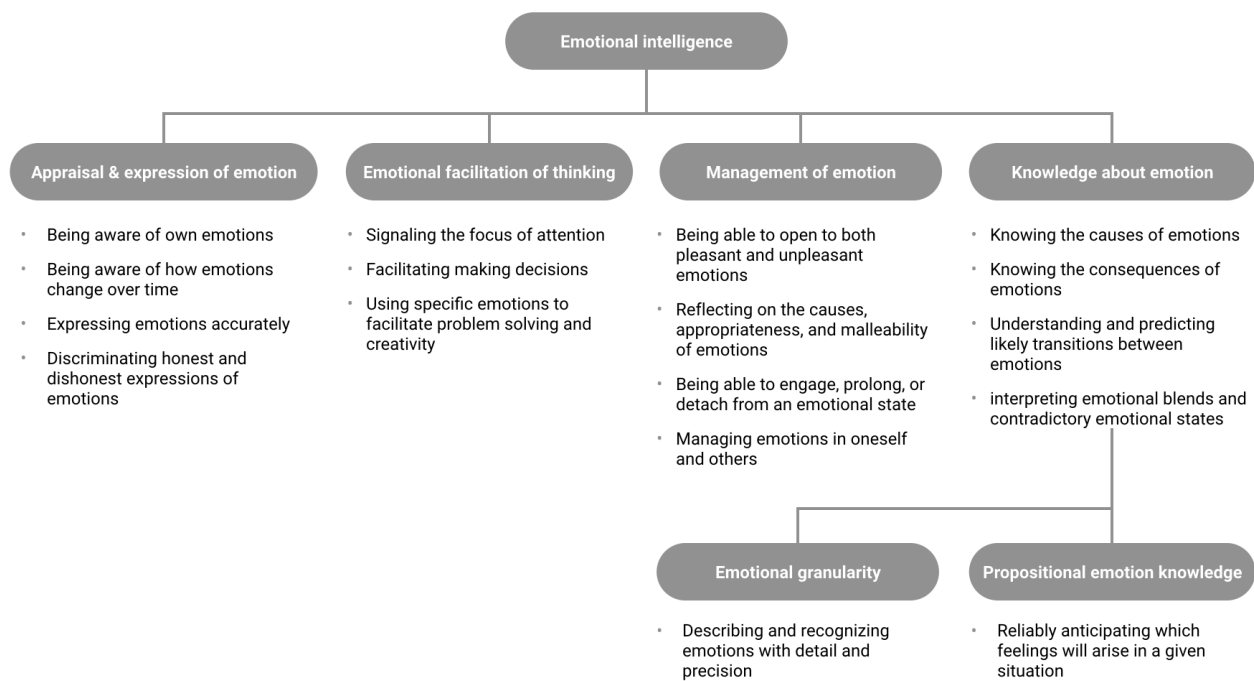 Emotional intelligence
Appraisal & expression of emotion
Being aware of own emotions
Being aware of how emotions
change over time
Expressing emotions accurately
Discriminating honest and
dishonest expressions of
emotions
Emotional facilitation of thinking
Signaling the focus of attention
Facilitating making decisions
Using specific emotions to
facilitate problem solving and
creativity
Management of emotion
Being able to open to both
pleasant and unpleasant
emotions
Reflecting on the causes,
appropriateness, and malleability
of emotions
Being able to engage, prolong, or
detach from an emotional state
Managing emotions in oneself
and others
Knowledge about emotion
Knowing the causes of emotions
Knowing the consequences of
emotions
Understanding and predicting
likely transitions between
emotions
interpreting emotional blends and
contradictory emotional states
Emotional granularity
Describing and recognizing
emotions with detail and
precision
Propositional emotion knowledge
Reliably anticipating which
feelings will arise in a given
situation